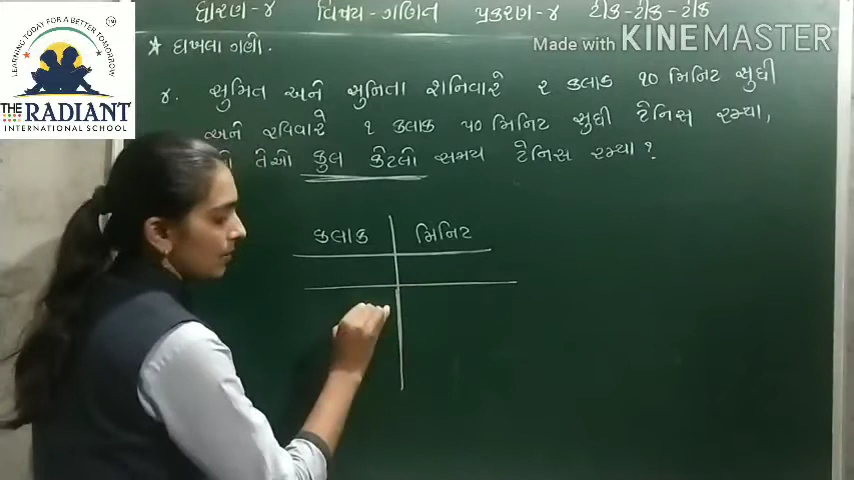 ધોરણ-૪ વિષય-ગણિત પ્રકરણ-૪ ટીક-ટીક-ટીક
Made with KINEMASTER
LEARNING TODAY FOR A BETTER TOMORROW
THE RADIANT
INTERNATIONAL SCHOOL
★ દાખલા ગણો.
૪. સુમિત અને સુનિતા શનિવારે ૨ કલાક ૧૦ મિનિટ સુધી
અને રવિવારે ૧ કલાક ૫૦ મિનિટ સુધી ટેનિસ રમ્યા,
તેઓ કુલ કેટલો સમય ટેનિસ રમ્યા ?
કલાક મિનિટ